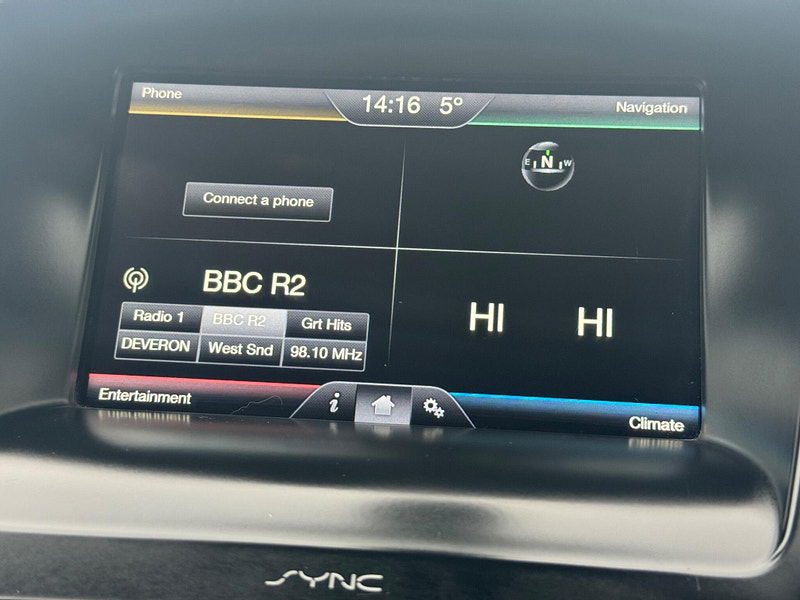 Phone
14:16 5°
Navigation
E N W
Connect a phone
BBC R2
Radio 1 BBC R2 Grt Hits
DEVERON West Snd 98.10 MHz
HI HI
Entertainment
i
Climate
SYNC